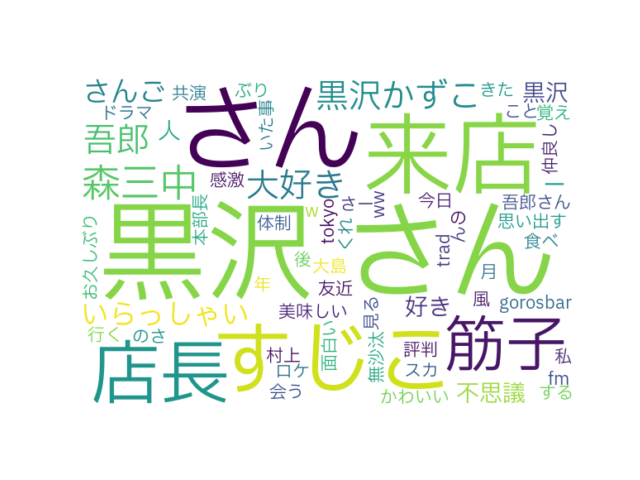 さんご
共演
ぶり
さん
黒沢かずこ
きた
黒沢
ドラマ
いた事
来店
こと
覚え
吾郎
人
仲良し
森三中
感激
大好き
さ
ー
ww
今日
んの
ー
吾郎さん
本部長
w
tokyo
くれ
思い出す
お久しぶり
黒沢さん
体制
trad
食べ
後
大島
月
年
友近
風
gorosbar
いらっしゃい
美味しい
見る
好き
行く
のさ
すじこ
面白い
無沙汰
筋子
店長
村上
ロケ
評判
スカ
私
fm
会う
かわいい
不思議
する